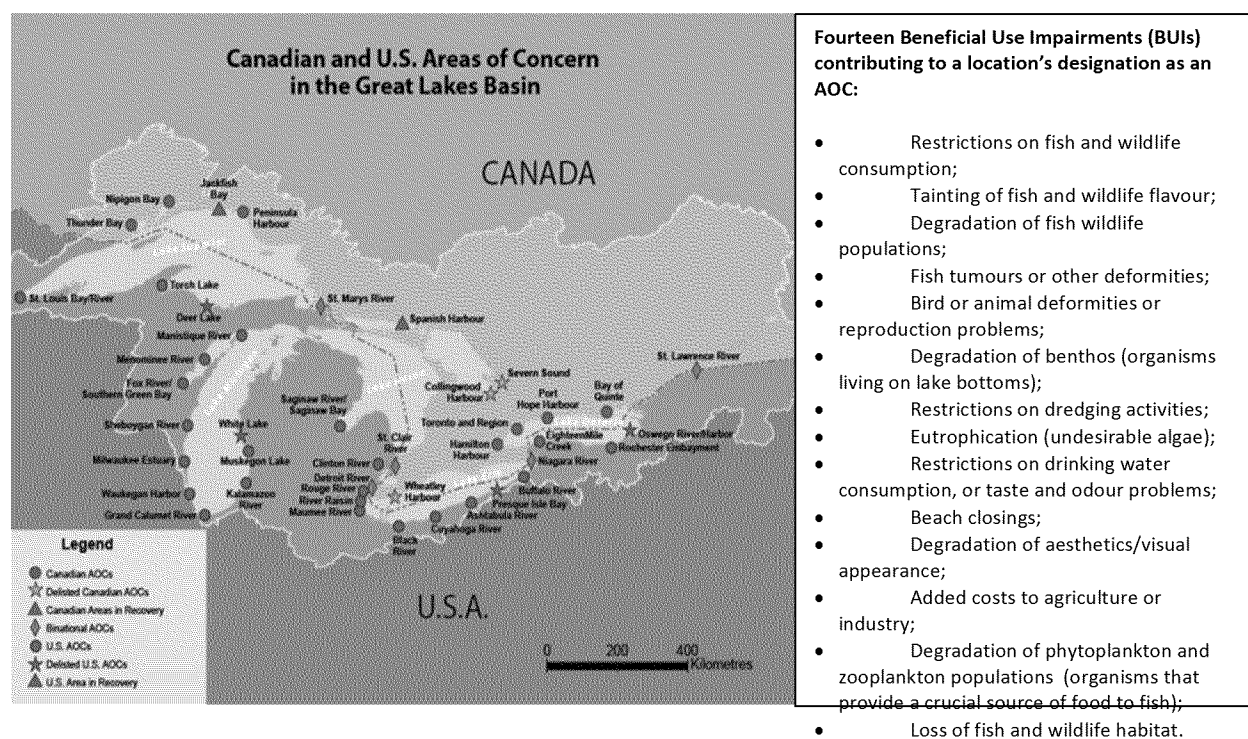 Canadian and U.S. Areas of Concern
in the Great Lakes Basin
CANADA
Jackfish
Bay
Nipigon Bay
Peninsula
Harbour
Thunder Bay
Torch Lake
St. Louis Bay/River
St. Marys River
Deer Lake
Spanish Harbour
Manistique River
Menominee River
St. Lawrence River
Severn Sound
Fox River/
Southern Green Bay
Collingwood
Harbour
Port
Hope Harbour
Bay of
Quinte
Saginaw River/
Saginaw Bay
Sheboygan River
White Lake
Toronto and Region
St. Clair
River
Hamilton
Harbour
EighteenMile
Creek
Oswego River/Harbor
Rochester Embayment
Milwaukee Estuary
Muskegon Lake
Clinton River
Niagara River
Detroit River
Rouge River
River Raisin
Maumee River
Wheatley
Harbour
Waukegan Harbor
Kalamazoo
River
Buffalo River
Presque Isle Bay
Grand Calumet River
Ashtabula River
Cuyahoga River
Black
River
U.S.A.
Legend
Canadian AOCs
Delisted Canadian AOCs
Canadian Areas in Recovery
Binational AOCs
U.S. AOCs
Delisted U.S. AOCs
U.S. Area in Recovery
0 200 400
Kilometres
Fourteen Beneficial Use Impairments (BUIs)
contributing to a location's designation as an
AOC:
• Restrictions on fish and wildlife
consumption;
• Tainting of fish and wildlife flavour;
• Degradation of fish wildlife
populations;
• Fish tumours or other deformities;
• Bird or animal deformities or
reproduction problems;
• Degradation of benthos (organisms
living on lake bottoms);
• Restrictions on dredging activities;
• Eutrophication (undesirable algae);
• Restrictions on drinking water
consumption, or taste and odour problems;
• Beach closings;
• Degradation of aesthetics/visual
appearance;
• Added costs to agriculture or
industry;
• Degradation of phytoplankton and
zooplankton populations (organisms that
provide a crucial source of food to fish);
• Loss of fish and wildlife habitat.